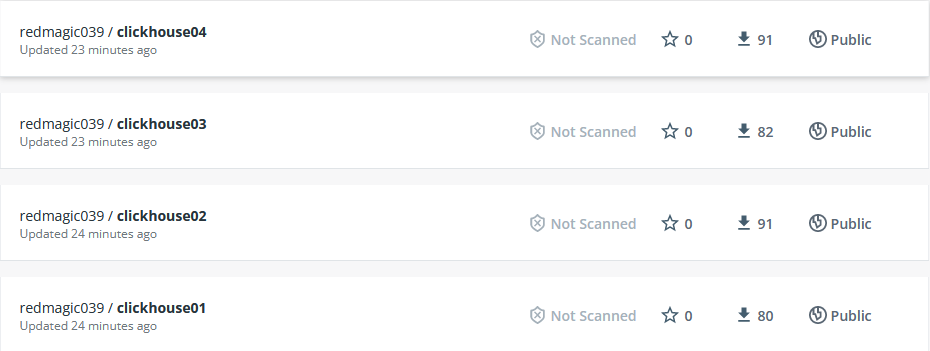 redmagic039 / clickhouse04
Not Scanned 0 91 Public
Updated 23 minutes ago
redmagic039 / clickhouse03
Not Scanned 0 82 Public
Updated 23 minutes ago
redmagic039 / clickhouse02
Not Scanned 0 91 Public
Updated 24 minutes ago
redmagic039 / clickhouse01
Not Scanned 0 80 Public
Updated 24 minutes ago